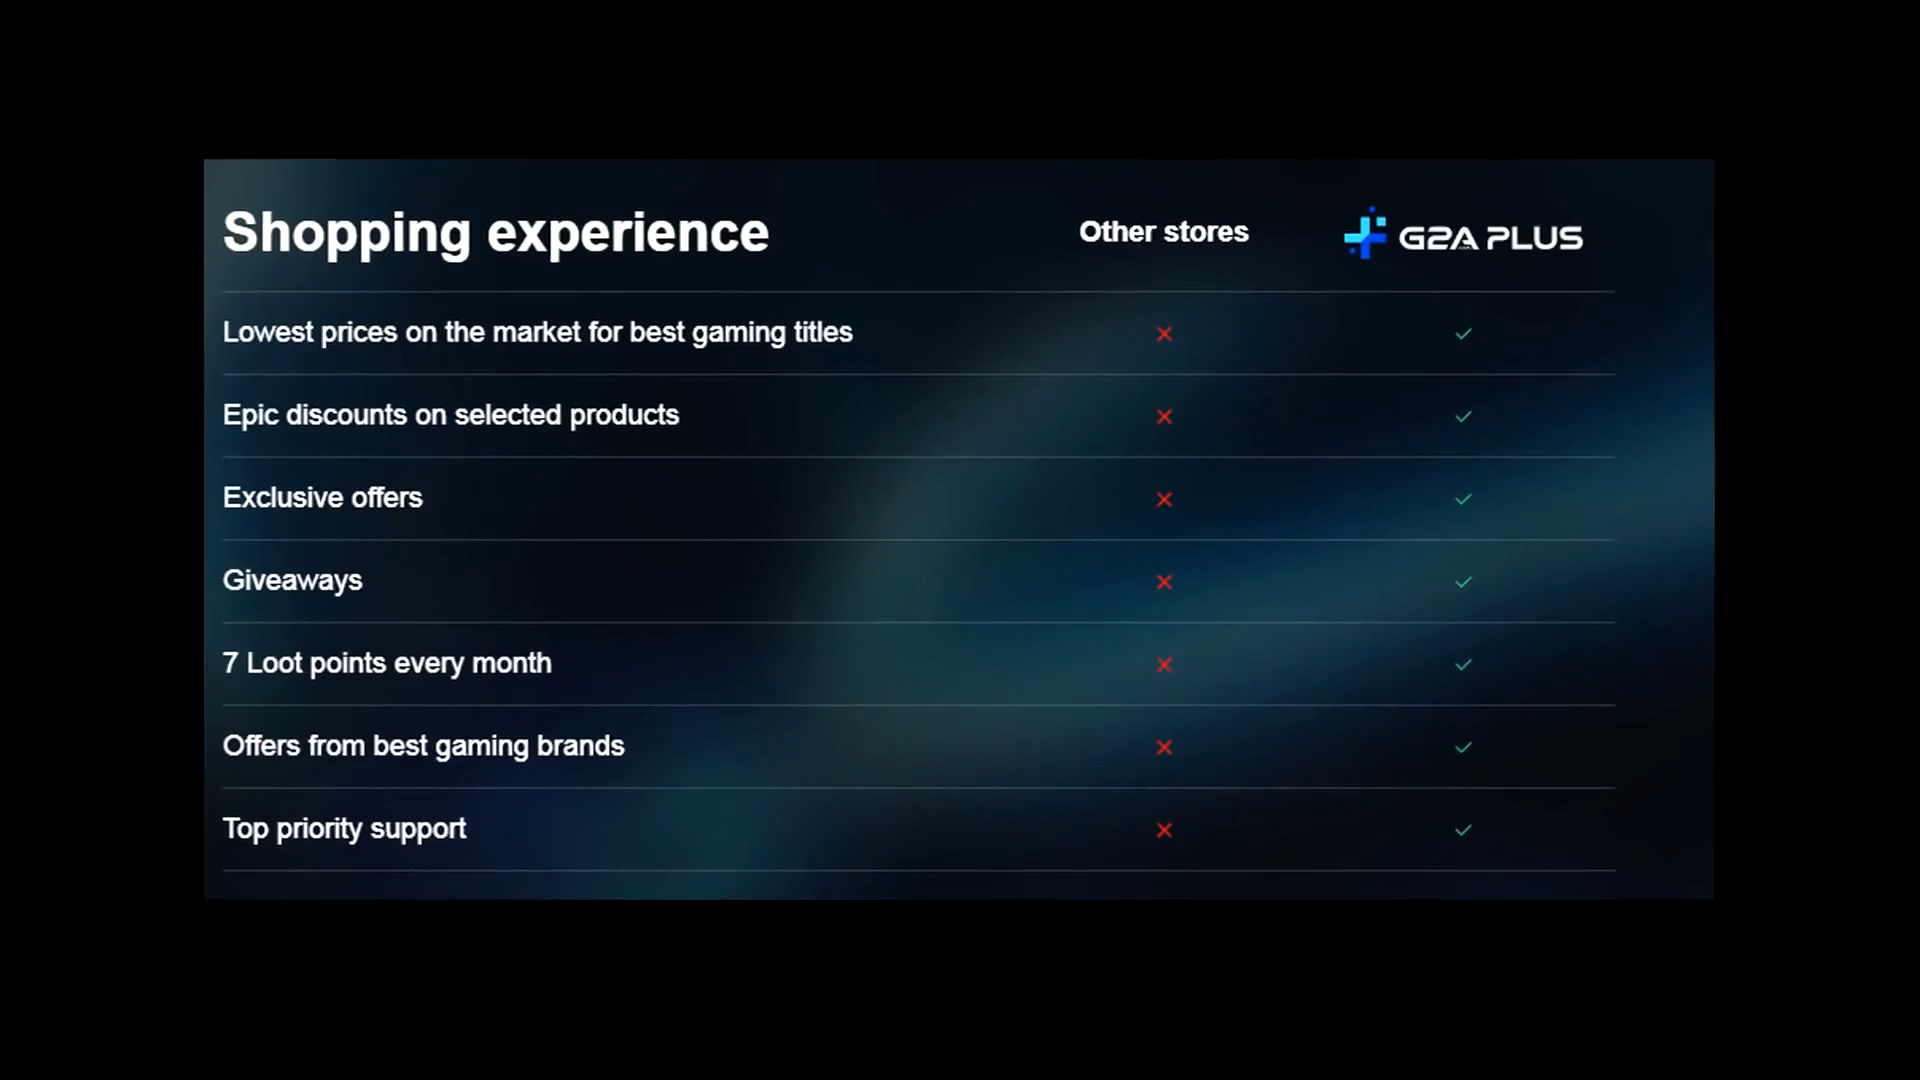 Shopping experience
Other stores
G2A PLUS
Lowest prices on the market for best gaming titles
Epic discounts on selected products
Exclusive offers
Giveaways
7 Loot points every month
Offers from best gaming brands
Top priority support